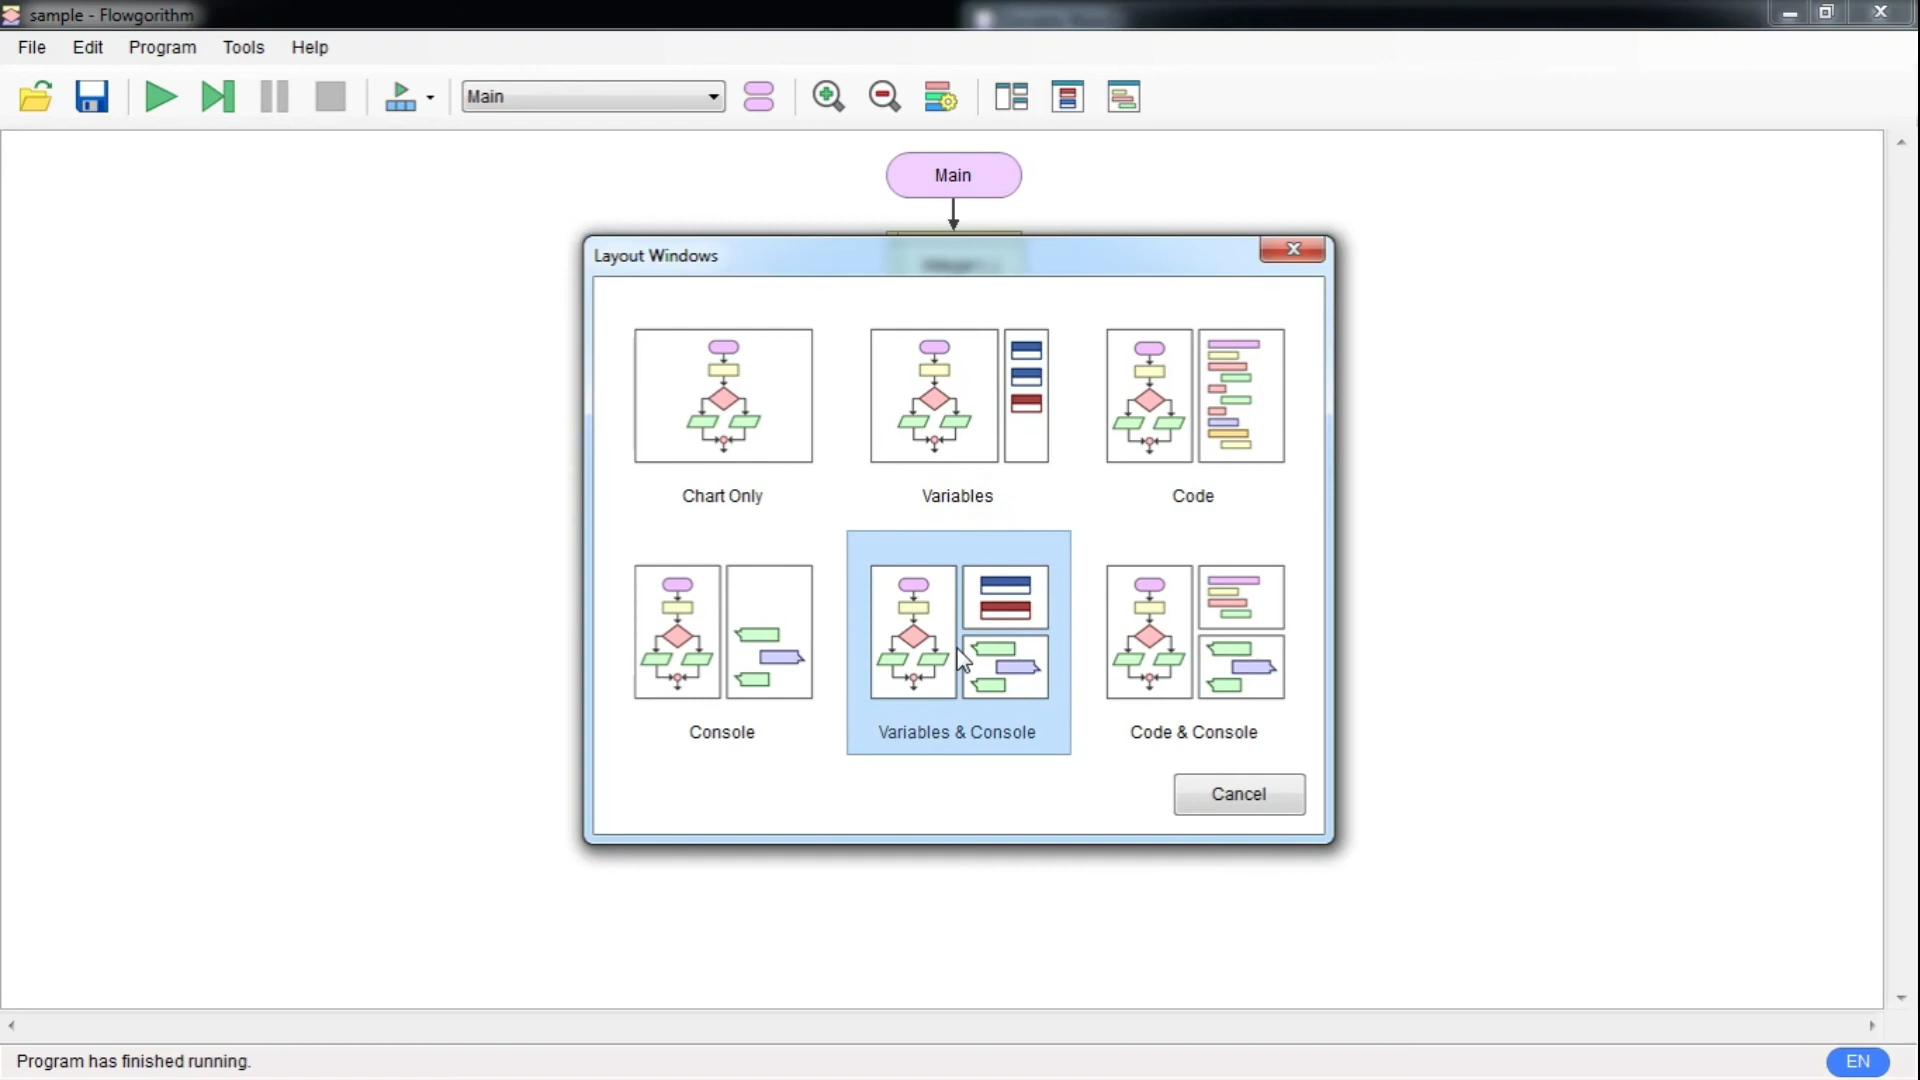 sample - Flowgorithm
File Edit Program Tools Help
Main
Main
Layout Windows
Chart Only Variables Code
Console Variables & Console Code & Console
Cancel
Program has finished running.
EN